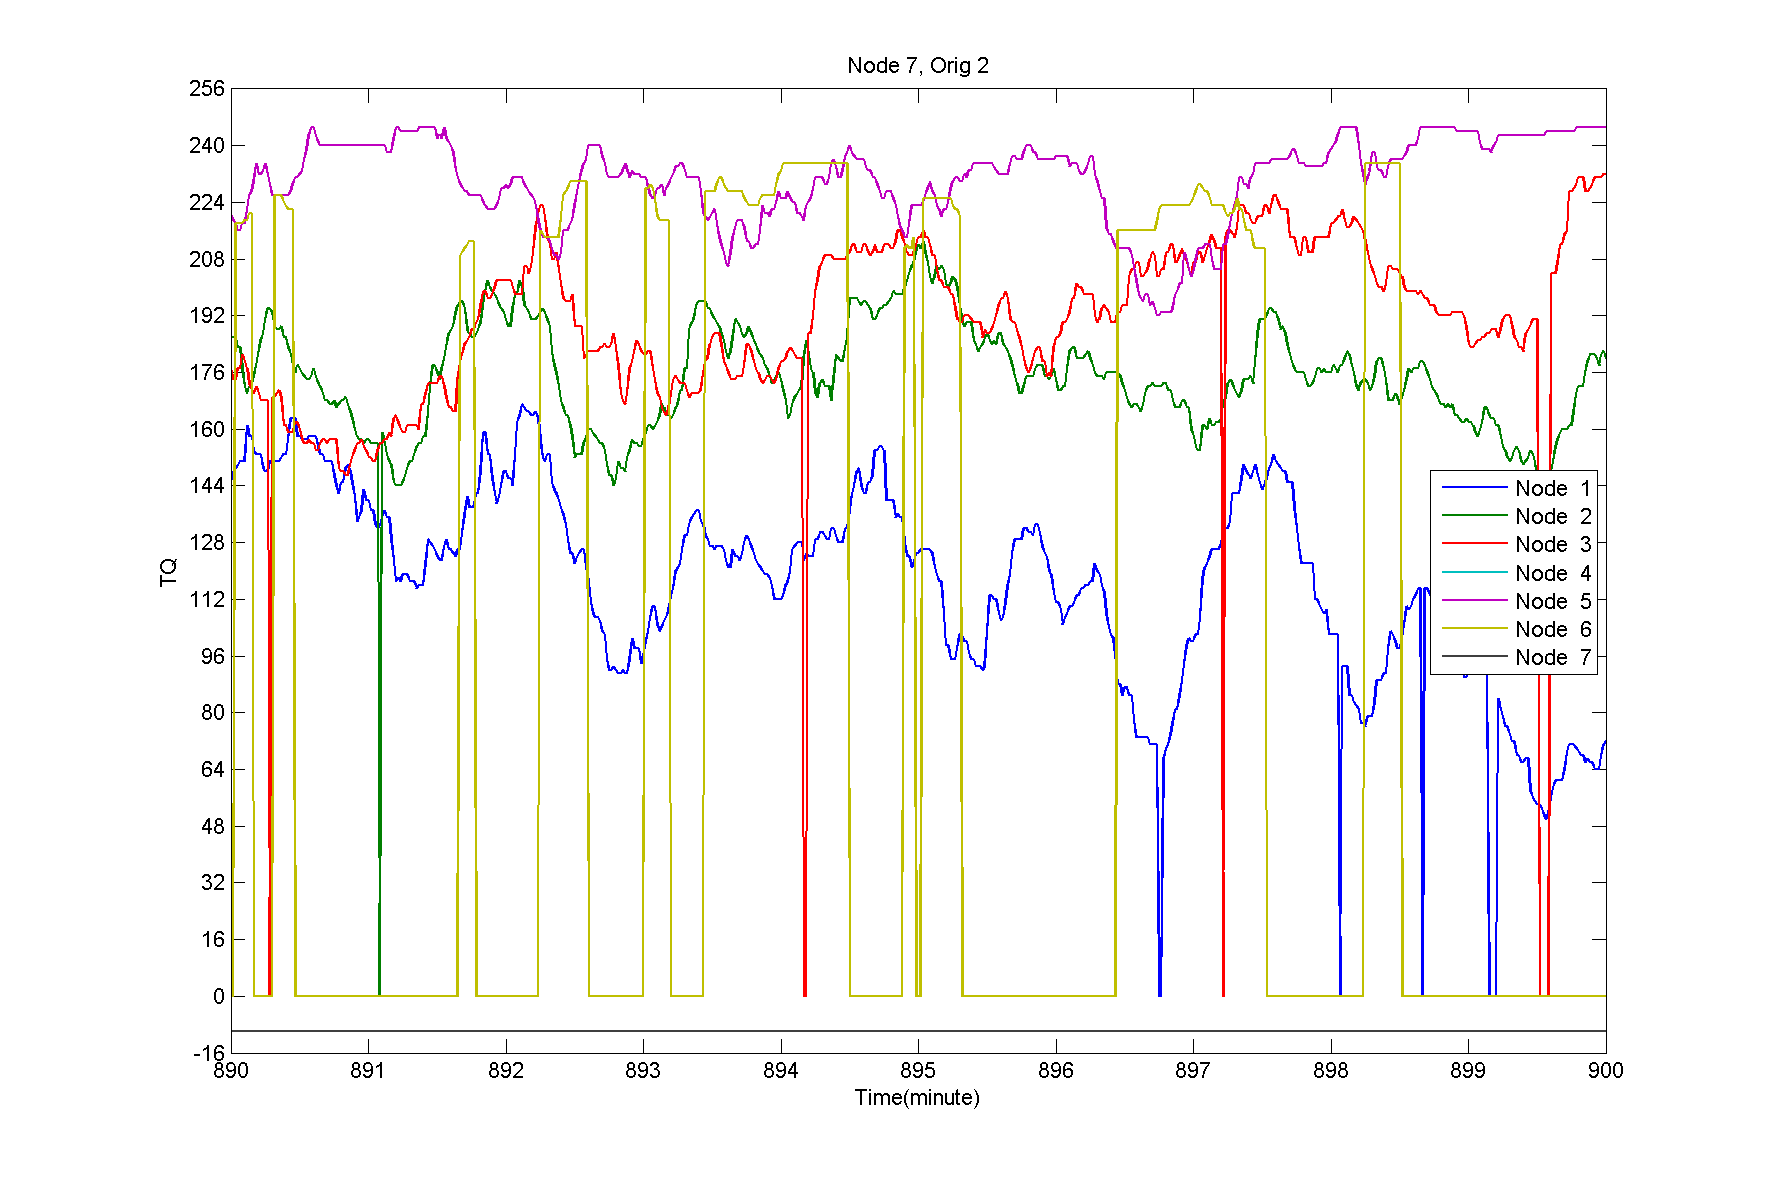 Node 7, Orig 2
256
240
224
208
192
176
160
144
128
112
96
80
64
48
32
16
0
-16
TQ
Node 1
Node 2
Node 3
Node 4
Node 5
Node 6
Node 7
890 891 892 893 894 895 896 897 898 899 900
Time(minute)